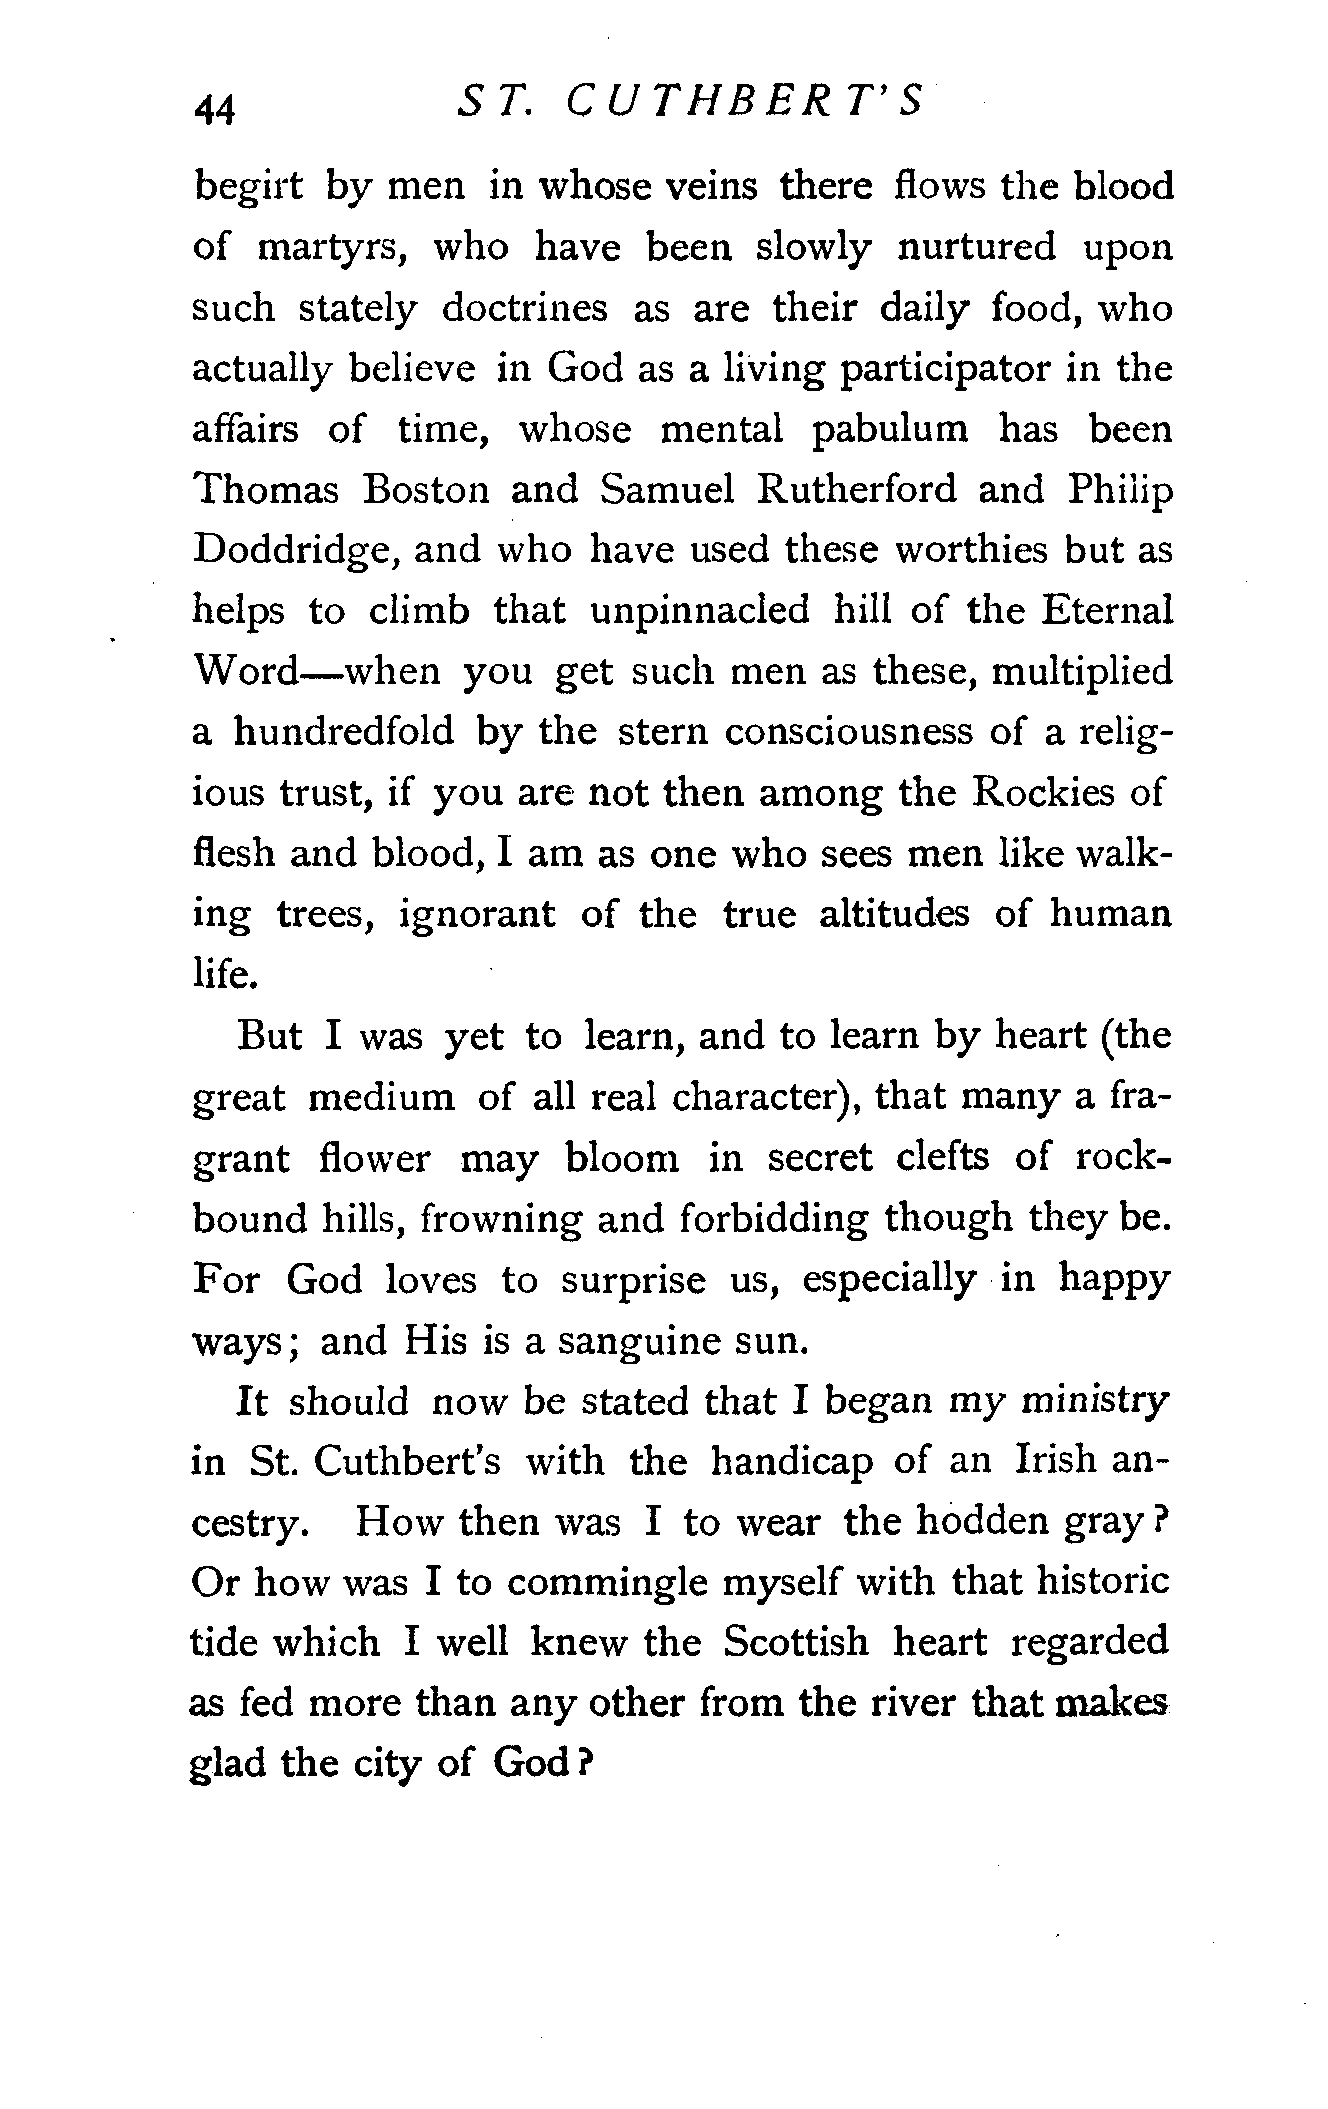 44 ST. CUTHBERT'S
begirt by men in whose veins there flows the blood
of martyrs, who have been slowly nurtured upon
such stately doctrines as are their daily food, who
actually believe in God as a living participator in the
affairs of time, whose mental pabulum has been
Thomas Boston and Samuel Rutherford and Philip
Doddridge, and who have used these worthies but as
helps to climb that unpinnacled hill of the Eternal
Word—when you get such men as these, multiplied
a hundredfold by the stern consciousness of a relig-
ious trust, if you are not then among the Rockies of
flesh and blood, I am as one who sees men like walk-
ing trees, ignorant of the true altitudes of human
life.
But I was yet to learn, and to learn by heart (the
great medium of all real character), that many a fra-
grant flower may bloom in secret clefts of rock-
bound hills, frowning and forbidding though they be.
For God loves to surprise us, especially in happy
ways; and His is a sanguine sun.
It should now be stated that I began my ministry
in St. Cuthbert's with the handicap of an Irish an-
cestry. How then was I to wear the hodden gray?
Or how was I to commingle myself with that historic
tide which I well knew the Scottish heart regarded
as fed more than any other from the river that makes
glad the city of God?